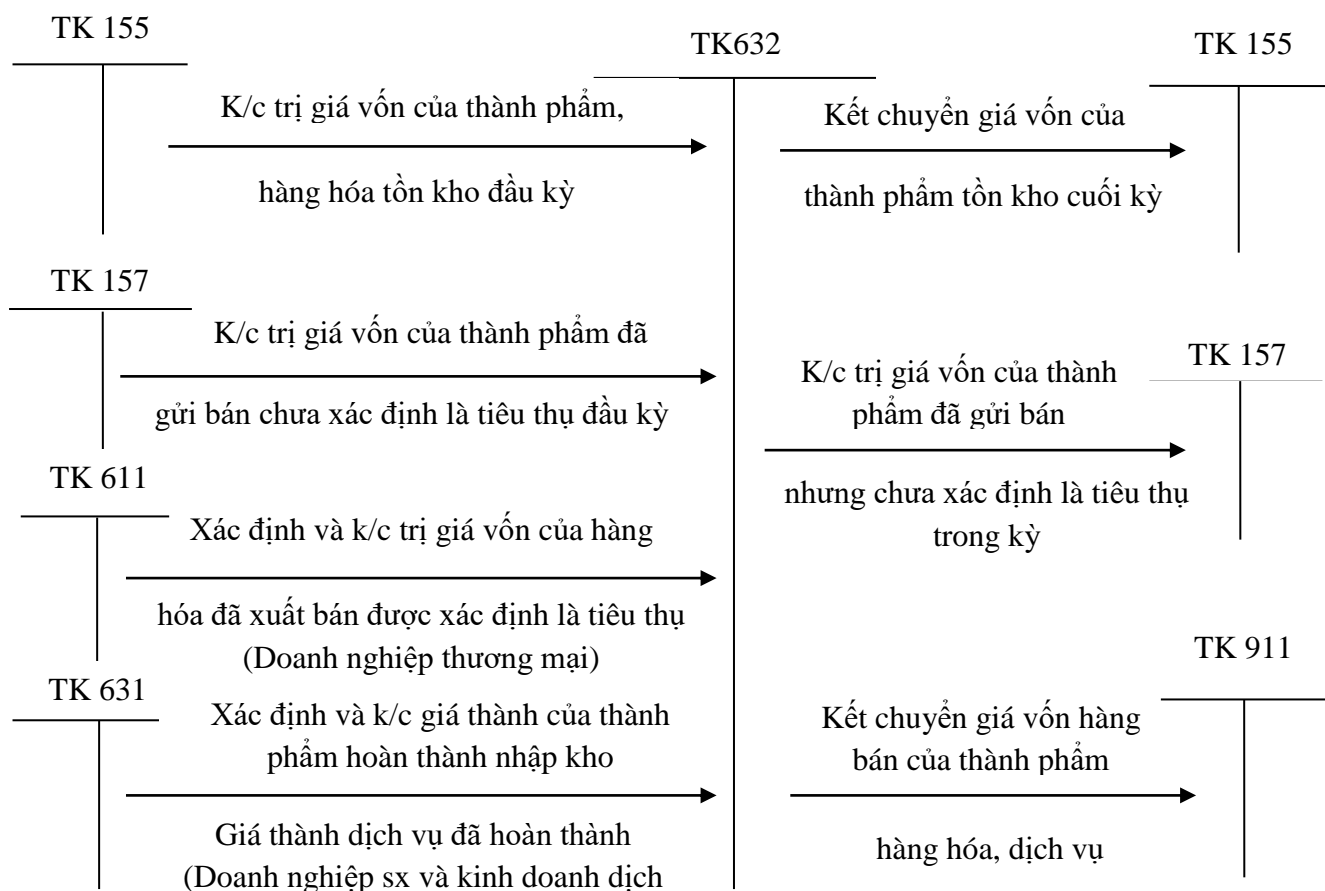 TK 155
TK632
TK 155
K/c trị giá vốn của thành phẩm,
hàng hóa tồn kho đầu kỳ
Kết chuyển giá vốn của
thành phẩm tồn kho cuối kỳ
TK 157
K/c trị giá vốn của thành phẩm đã
gửi bán chưa xác định là tiêu thụ đầu kỳ
K/c trị giá vốn của thành
phẩm đã gửi bán
nhưng chưa xác định là tiêu thụ
trong kỳ
TK 157
TK 611
Xác định và k/c trị giá vốn của hàng
hóa đã xuất bán được xác định là tiêu thụ
(Doanh nghiệp thương mại)
TK 911
TK 631
Xác định và k/c giá thành của thành
phẩm hoàn thành nhập kho
Giá thành dịch vụ đã hoàn thành
(Doanh nghiệp sx và kinh doanh dịch
Kết chuyển giá vốn hàng
bán của thành phẩm
hàng hóa, dịch vụ